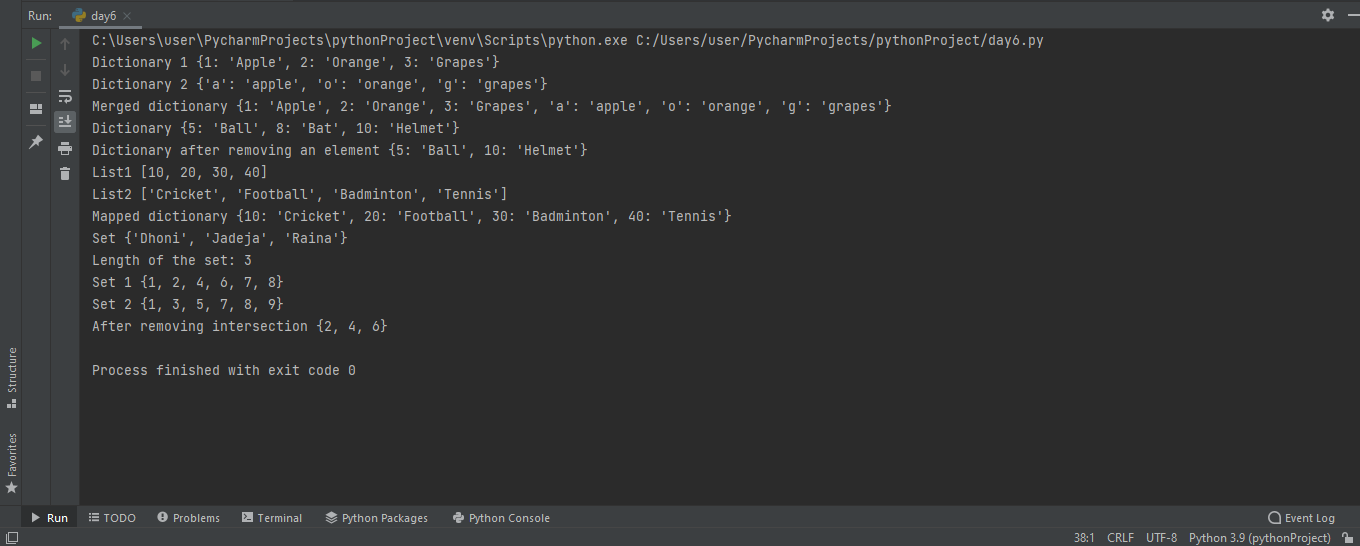 Run: day6
C:\Users\user\PycharmProjects\pythonProject\venv\Scripts\python.exe C:/Users/user/PycharmProjects/pythonProject/day6.py
Dictionary 1 {1: 'Apple', 2: 'Orange', 3: 'Grapes'}
Dictionary 2 {'a': 'apple', 'o': 'orange', 'g': 'grapes'}
Merged dictionary {1: 'Apple', 2: 'Orange', 3: 'Grapes', 'a': 'apple', 'o': 'orange', 'g': 'grapes'}
Dictionary {5: 'Ball', 8: 'Bat', 10: 'Helmet'}
Dictionary after removing an element {5: 'Ball', 10: 'Helmet'}
List1 [10, 20, 30, 40]
List2 ['Cricket', 'Football', 'Badminton', 'Tennis']
Mapped dictionary {10: 'Cricket', 20: 'Football', 30: 'Badminton', 40: 'Tennis'}
Set {'Dhoni', 'Jadeja', 'Raina'}
Length of the set: 3
Set 1 {1, 2, 4, 6, 7, 8}
Set 2 {1, 3, 5, 7, 8, 9}
After removing intersection {2, 4, 6}
Process finished with exit code 0
Structure
Favorites
Run TODO Problems Terminal Python Packages Python Console Event Log
38:1 CRLF UTF-8 Python 3.9 (pythonProject)